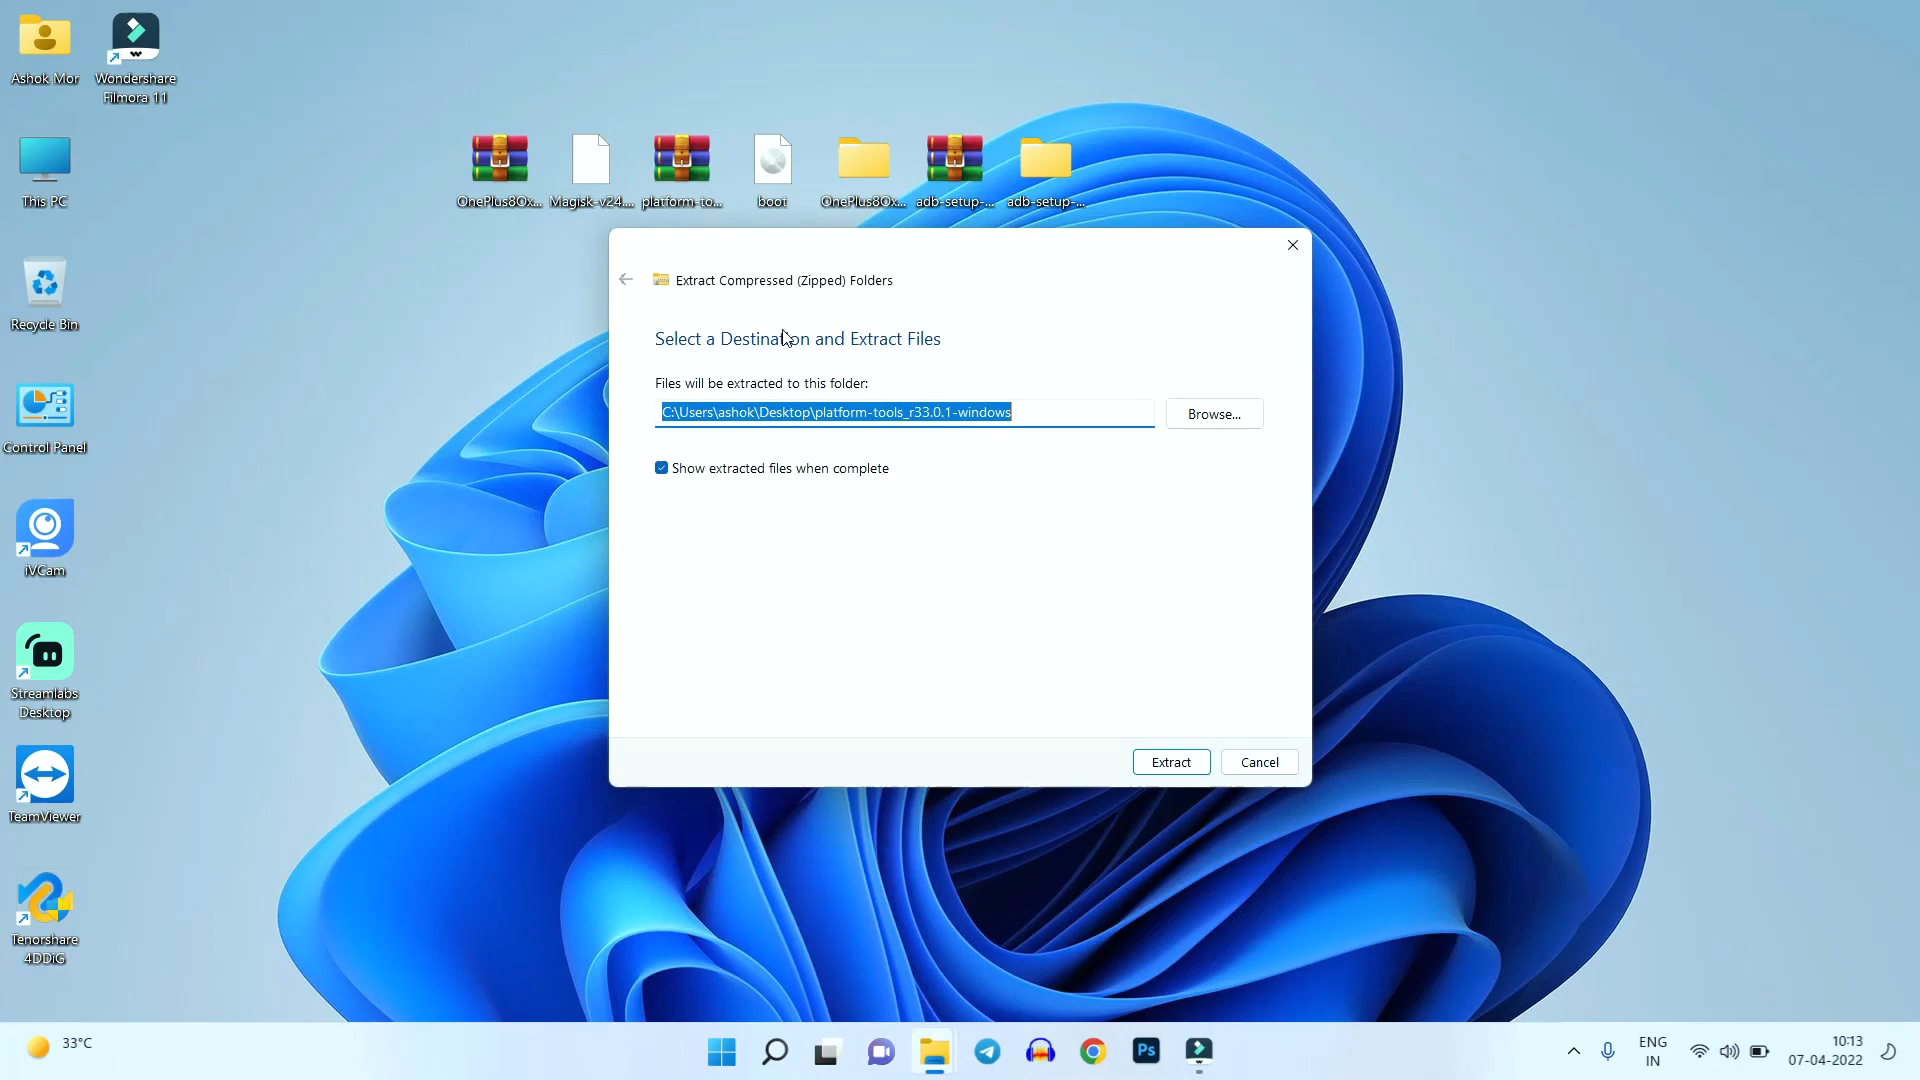 Ashok Mor
Wondershare
Filmora 11
This PC
Recycle Bin
Control Panel
iVCam
Streamlabs
Desktop
TeamViewer
Tenorshare
4DDiG
OnePlus8Ox...
Magisk-v24....
platform-to...
boot
OnePlus8Ox...
adb-setup-...
adb-setup-...
Extract Compressed (Zipped) Folders
Select a Destination and Extract Files
Files will be extracted to this folder:
C:\Users\ashok\Desktop\platform-tools_r33.0.1-windows
Browse...
Show extracted files when complete
Extract
Cancel
33°C
Ps
ENG
IN
10:13
07-04-2022